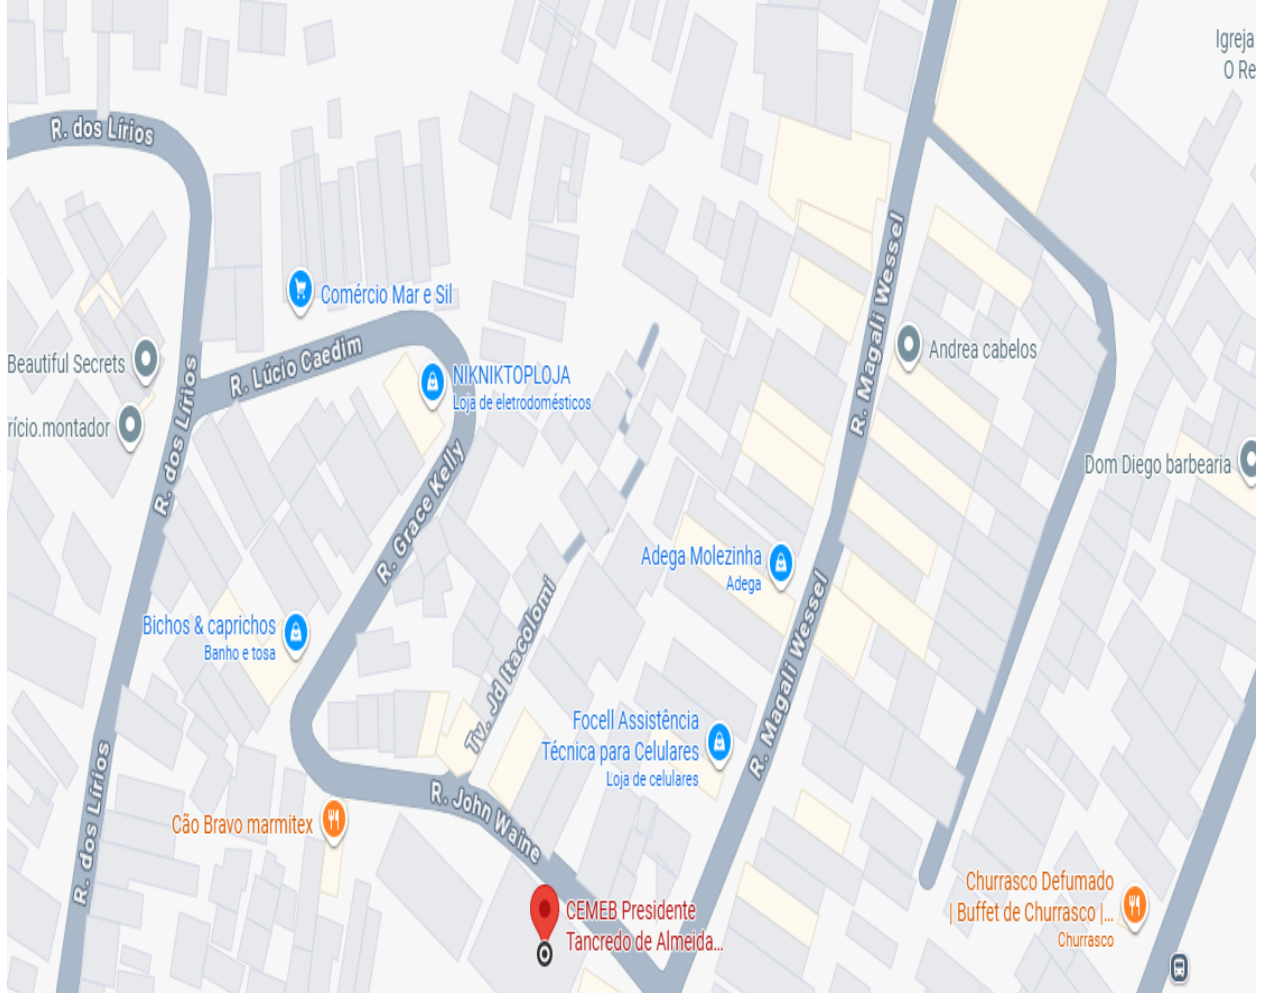 Igreja
O Re
R. dos Lírios
Comércio Mar e Sil
R. Magali Wessel
Beautiful Secrets
R. Lúcio Caedim
NIKNIKTOPLOJA
Loja de eletrodomésticos
Andrea cabelos
rício.montador
R. dos Lírios
R. Grace Kelly
Dom Diego barbearia
Adega Molezinha
Adega
Bichos & caprichos
Banho e tosa
Tv. Jd Itacolomi
R. Magali Wessel
Focell Assistência
Técnica para Celulares
Loja de celulares
R. dos Lírios
Cão Bravo marmitex
R. John Waine
CEMEB Presidente
Tancredo de Almeida...
Churrasco Defumado
| Buffet de Churrasco |...
Churrasco